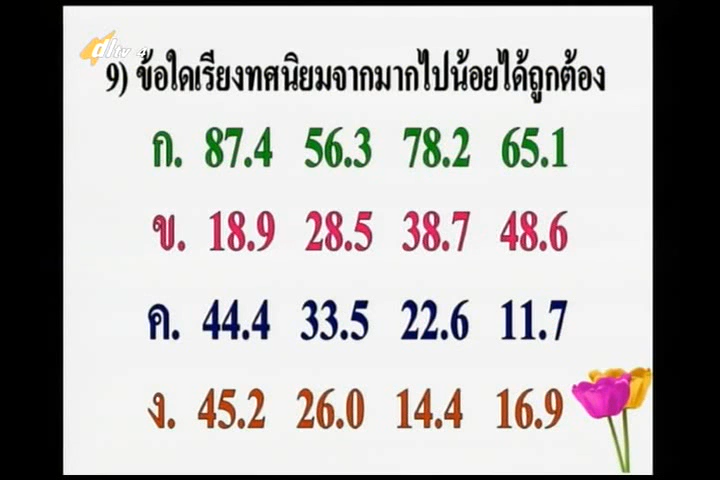 dltv
9) ข้อใดเรียงทศนิยมจากมากไปน้อยได้ถูกต้อง
ก. 87.4 56.3 78.2 65.1
ข. 18.9 28.5 38.7 48.6
ค. 44.4 33.5 22.6 11.7
ง. 45.2 26.0 14.4 16.9